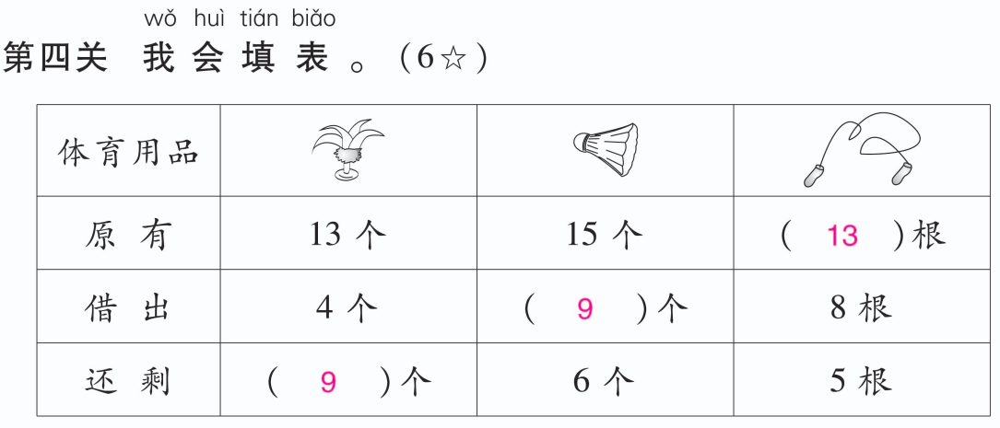 wǒ huì tián biǎo
第四关 我会填表。(6☆)
体育用品
原有 13个 15个 (13)根
借出 4个 (9)个 8根
还剩 (9)个 6个 5根